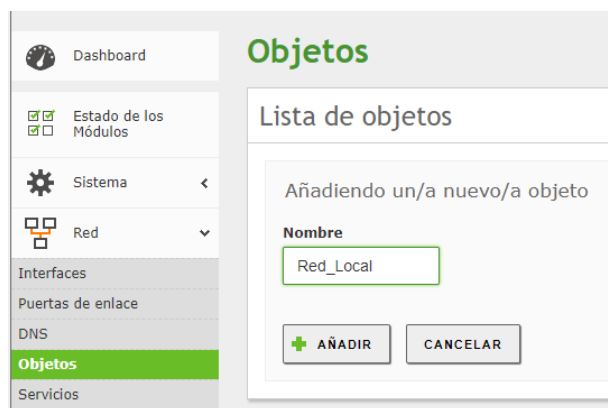 Dashboard
Estado de los
Módulos
Sistema
Red
Interfaces
Puertas de enlace
DNS
Objetos
Servicios
Objetos
Lista de objetos
Añadiendo un/a nuevo/a objeto
Nombre
Red_Local
AÑADIR
CANCELAR